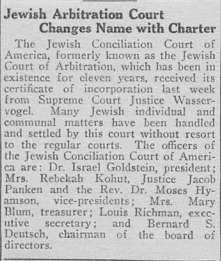 Jewish Arbitration Court
Changes Name with Charter
The Jewish Conciliation Court of
America, formerly known as the Jewish
Court of Arbitration, which has been in
existence for eleven years, received its
certificate of incorporation last week
from Supreme Court Justice Wasser-
vogel. Many Jewish individual and
communal matters have been handled
and settled by this court without resort
to the regular courts. The officers of
the Jewish Conciliation Court of Ameri-
ca are: Dr. Israel Goldstein, president;
Mrs. Rebekah Kohut, Justice Jacob
Panken and the Rev. Dr. Moses Hy-
amson, vice-presidents; Mrs. Mary
Blum, treasurer; Louis Richman, exec-
utive secretary; and Bernard S.
Deutsch, chairman of the board of
directors.